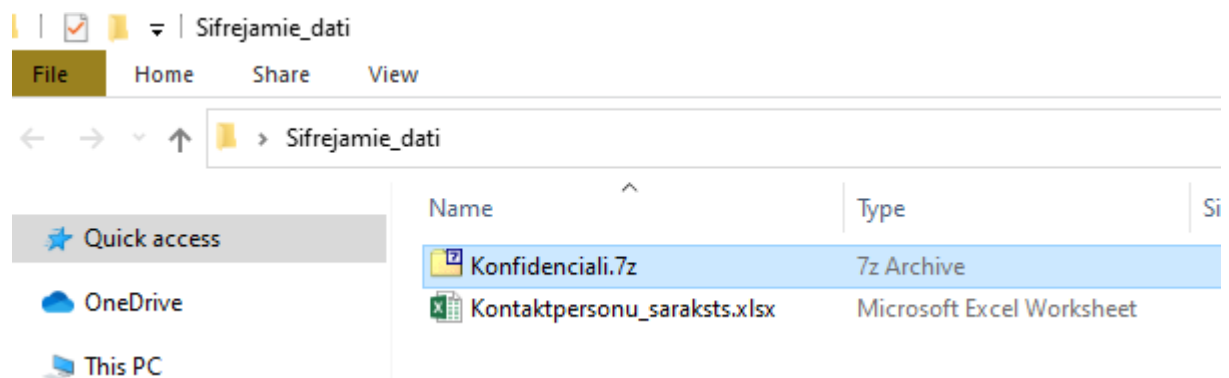 Sifrejamie_dati
File Home Share View
Sifrejamie_dati
Name Type Si
Quick access
Konfidenciali.7z 7z Archive
OneDrive
Kontaktpersonu_saraksts.xlsx Microsoft Excel Worksheet
This PC